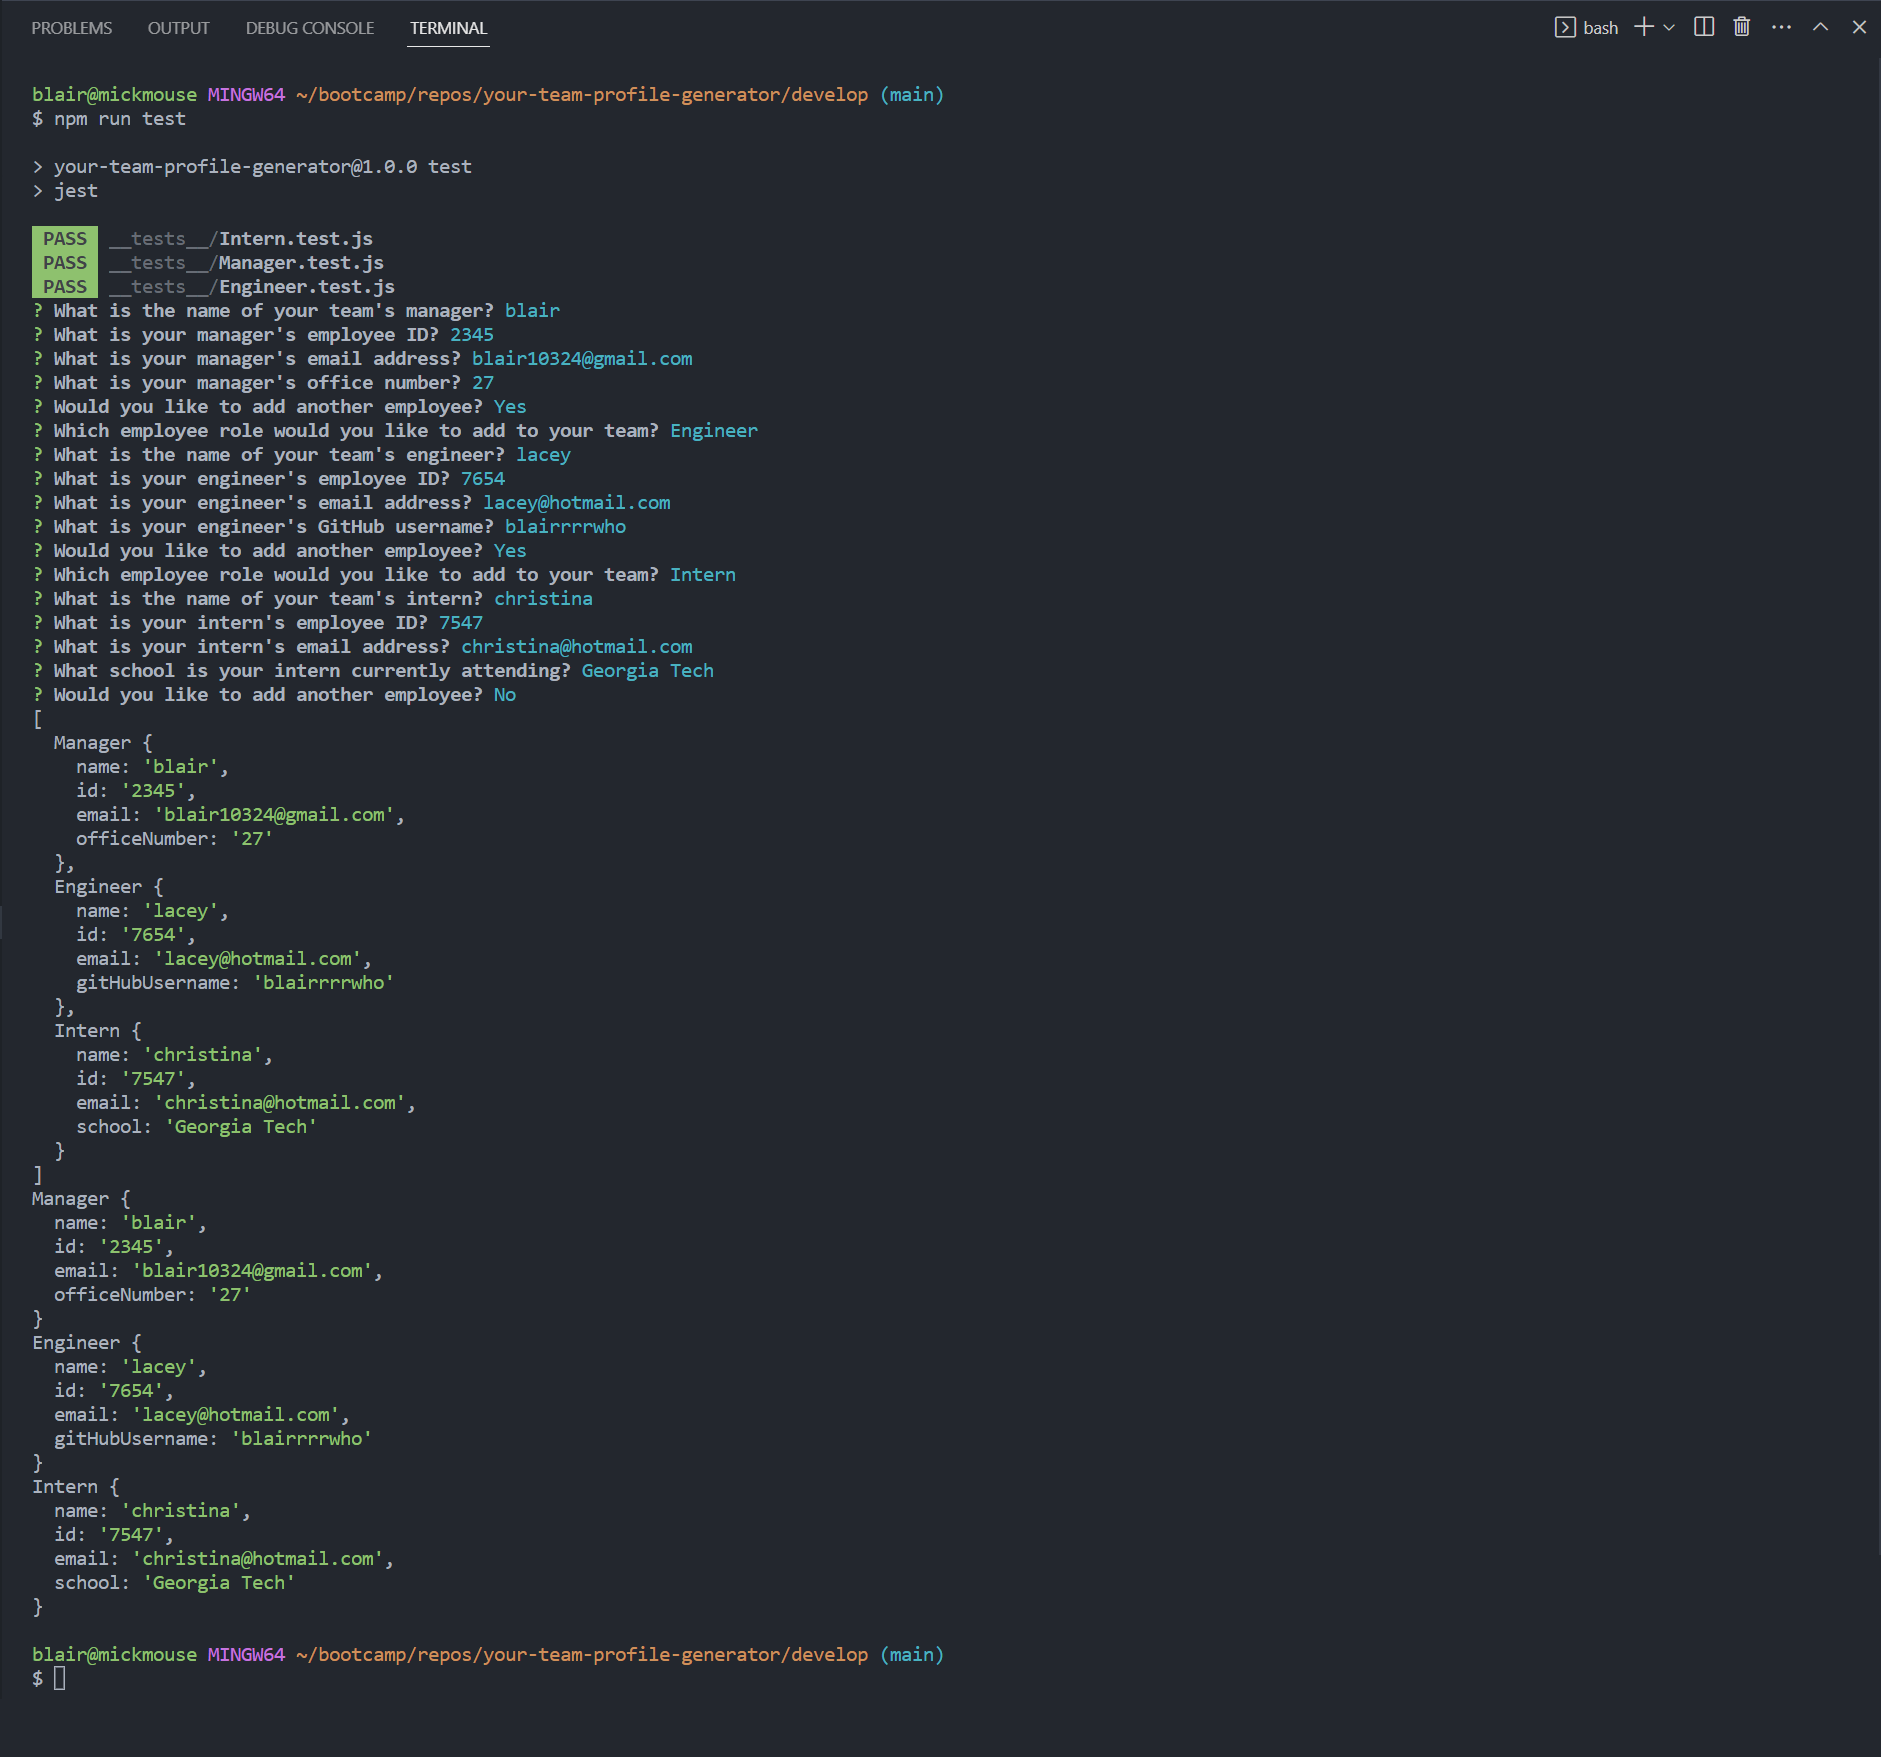 PROBLEMS OUTPUT DEBUG CONSOLE TERMINAL bash
blair@mickmouse MINGW64 ~/bootcamp/repos/your-team-profile-generator/develop (main)
$ npm run test
> your-team-profile-generator@1.0.0 test
> jest
PASS __tests__/Intern.test.js
PASS __tests__/Manager.test.js
PASS __tests__/Engineer.test.js
? What is the name of your team's manager? blair
? What is your manager's employee ID? 2345
? What is your manager's email address? blair10324@gmail.com
? What is your manager's office number? 27
? Would you like to add another employee? Yes
? Which employee role would you like to add to your team? Engineer
? What is the name of your team's engineer? lacey
? What is your engineer's employee ID? 7654
? What is your engineer's email address? lacey@hotmail.com
? What is your engineer's GitHub username? blairrrrwho
? Would you like to add another employee? Yes
? Which employee role would you like to add to your team? Intern
? What is the name of your team's intern? christina
? What is your intern's employee ID? 7547
? What is your intern's email address? christina@hotmail.com
? What school is your intern currently attending? Georgia Tech
? Would you like to add another employee? No
[
  Manager {
    name: 'blair',
    id: '2345',
    email: 'blair10324@gmail.com',
    officeNumber: '27'
  },
  Engineer {
    name: 'lacey',
    id: '7654',
    email: 'lacey@hotmail.com',
    gitHubUsername: 'blairrrrwho'
  },
  Intern {
    name: 'christina',
    id: '7547',
    email: 'christina@hotmail.com',
    school: 'Georgia Tech'
  }
]
Manager {
  name: 'blair',
  id: '2345',
  email: 'blair10324@gmail.com',
  officeNumber: '27'
}
Engineer {
  name: 'lacey',
  id: '7654',
  email: 'lacey@hotmail.com',
  gitHubUsername: 'blairrrrwho'
}
Intern {
  name: 'christina',
  id: '7547',
  email: 'christina@hotmail.com',
  school: 'Georgia Tech'
}
blair@mickmouse MINGW64 ~/bootcamp/repos/your-team-profile-generator/develop (main)
$